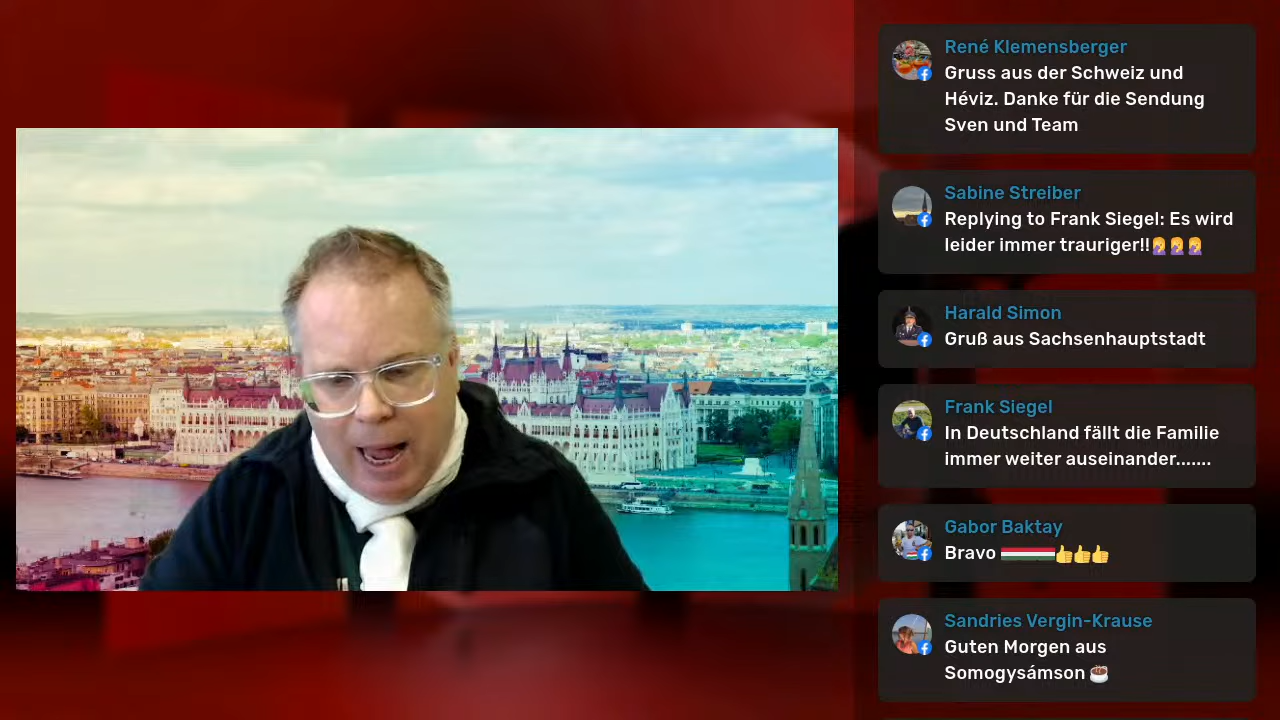 René Klemensberger
Gruss aus der Schweiz und
Héviz. Danke für die Sendung
Sven und Team
Sabine Streiber
Replying to Frank Siegel: Es wird
leider immer trauriger!!🤦‍♀️🤦‍♀️🤦‍♀️
Harald Simon
Gruß aus Sachsenhauptstadt
Frank Siegel
In Deutschland fällt die Familie
immer weiter auseinander.......
Gabor Baktay
Bravo 🇭🇺👍👍👍
Sandries Vergin-Krause
Guten Morgen aus
Somogysámson ☕